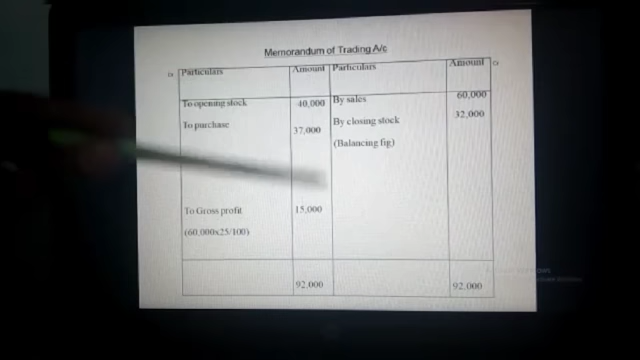 Memorandum of Trading A/c
Particulars Amount Particulars Amount
To opening stock 40,000 By sales 60,000
To purchase 37,000 By closing stock 32,000
(Balancing fig)
To Gross profit 15,000
(60,000x25/100)
92,000 92,000